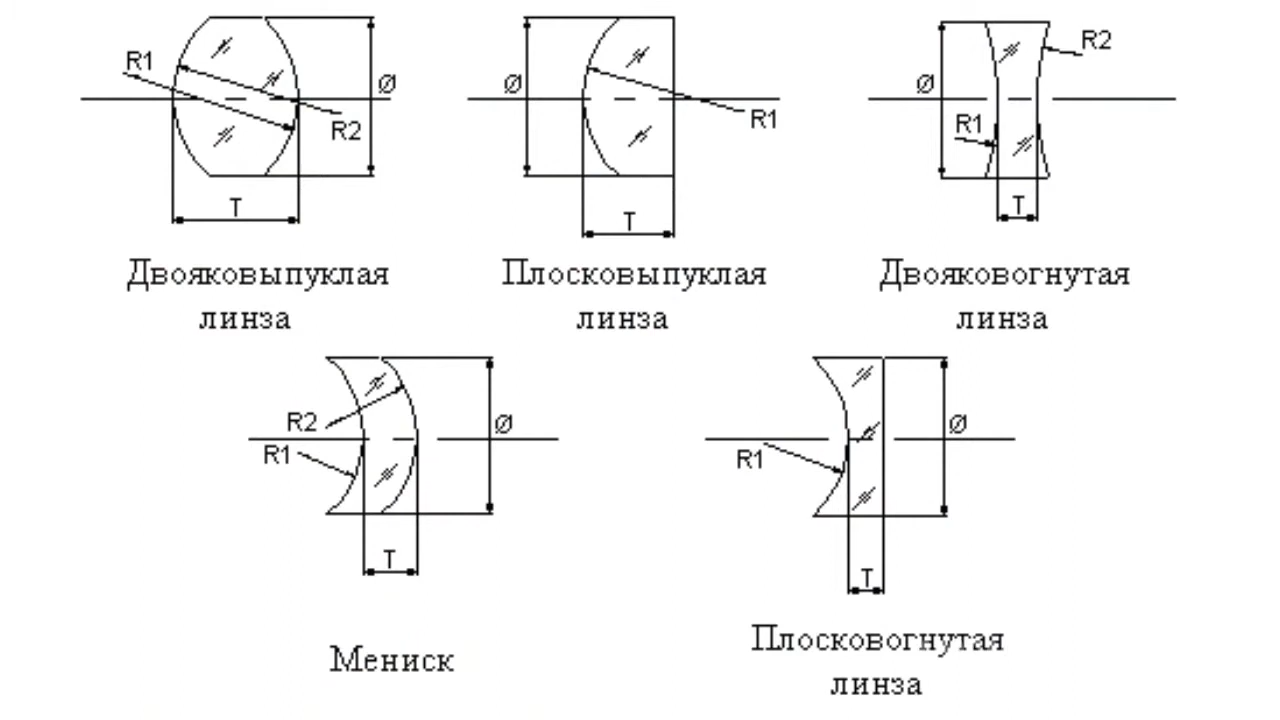 R1
R2
Ø
T
Ø
R1
T
R2
Ø
R1
T
Двояковыпуклая
линза
Плосковыпуклая
линза
Двояковогнутая
линза
R2
R1
Ø
T
Ø
R1
T
Мениск
Плосковогнутая
линза